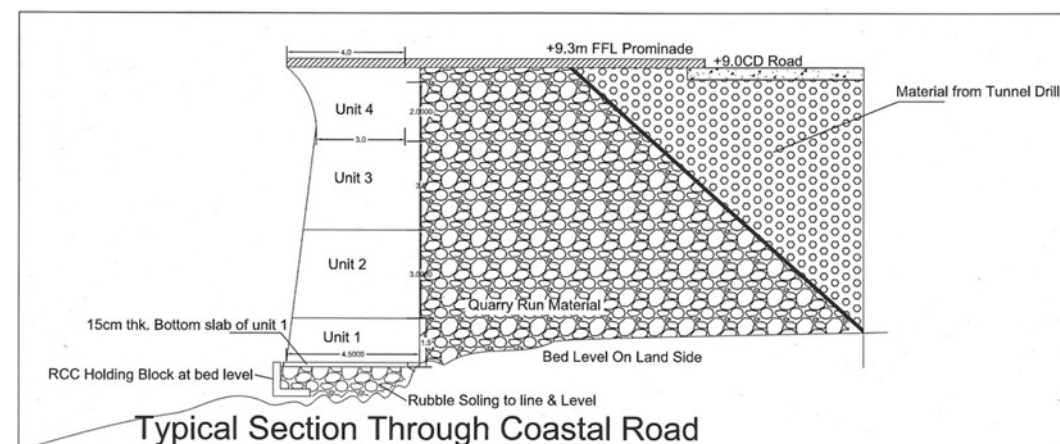 4.0
+9.3m FFL Prominade
+9.0CD Road
Material from Tunnel Drill
Unit 4
2.0000
3.0
Unit 3
Unit 2
3.0000
Quarry Run Material
15cm thk. Bottom slab of unit 1
Unit 1
1.5
4.5000
Bed Level On Land Side
RCC Holding Block at bed level
Rubble Soling to line & Level
Typical Section Through Coastal Road